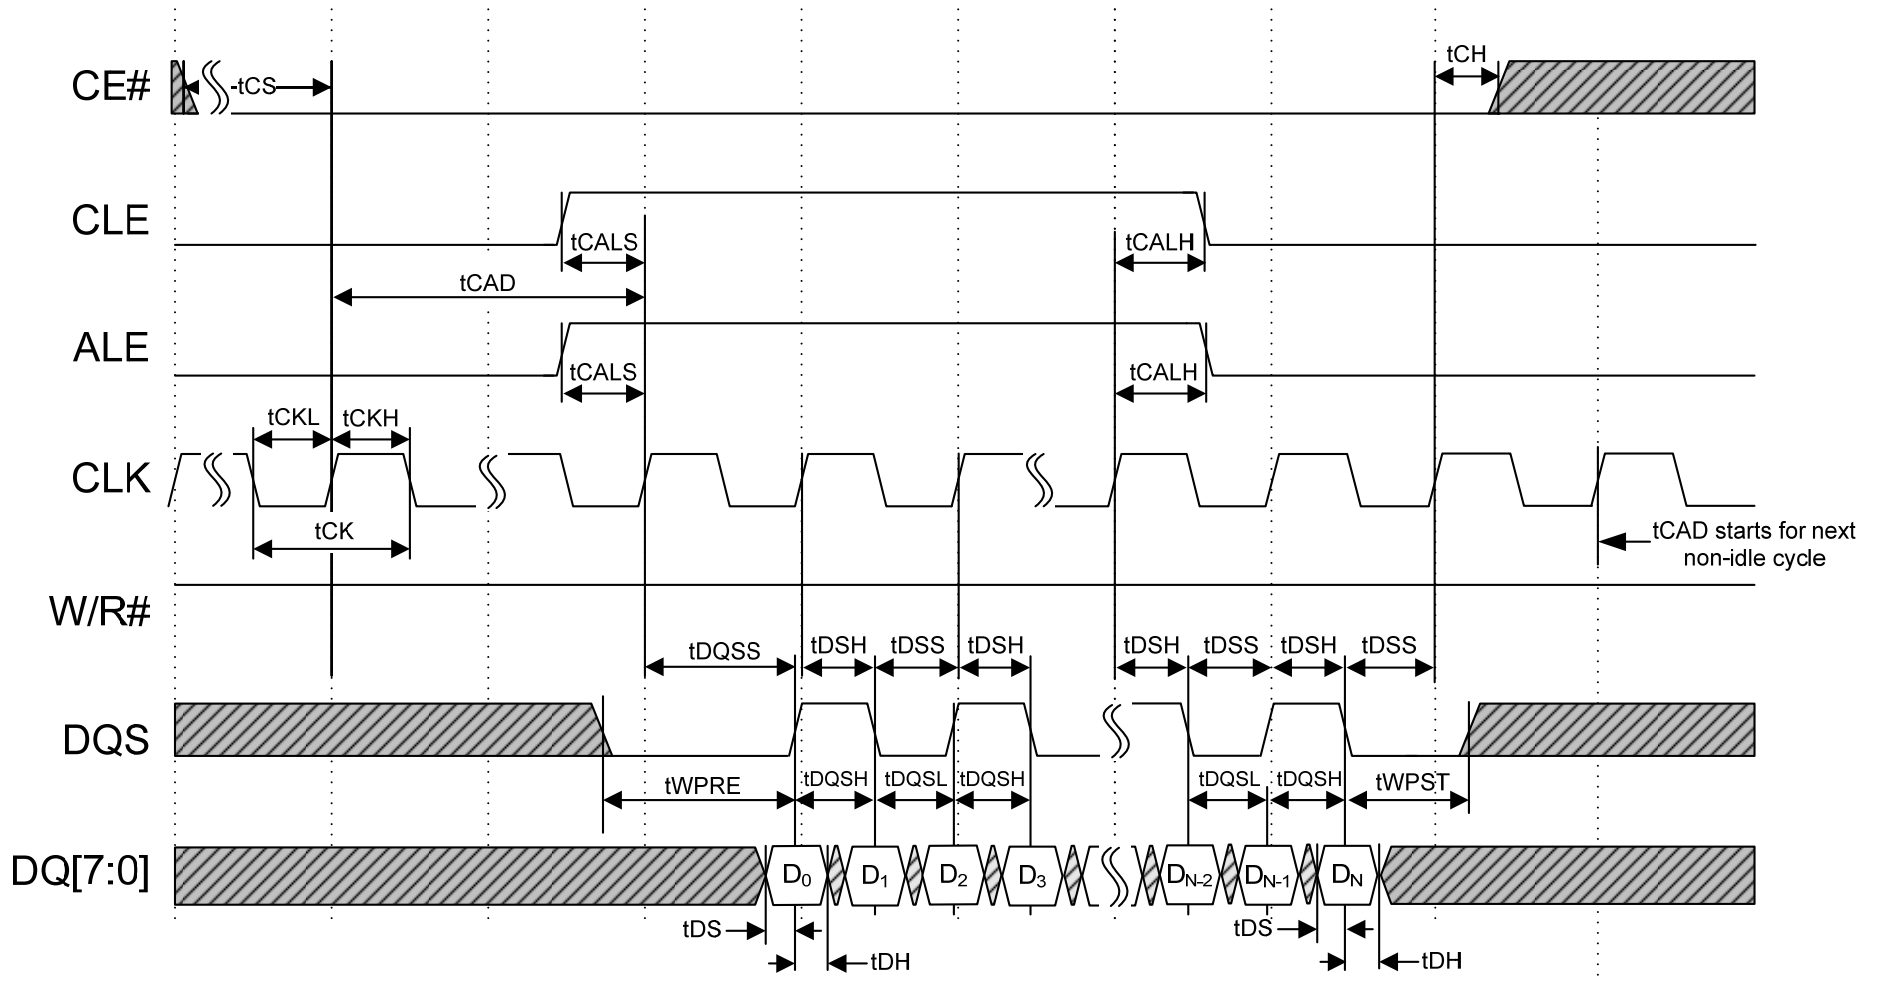 tCH
CE#
tCS
CLE
tCALS
tCALH
tCAD
ALE
tCALS
tCALH
tCKL
tCKH
CLK
tCK
tCAD starts for next
non-idle cycle
W/R#
tDQSS
tDSH
tDSS
tDSH
tDSH
tDSS
tDSH
tDSS
DQS
tWPRE
tDQSH
tDQSL
tDQSH
tDQSL
tDQSH
tWPST
DQ[7:0]
D0
D1
D2
D3
DN-2
DN-1
DN
tDS
tDS
tDH
tDH